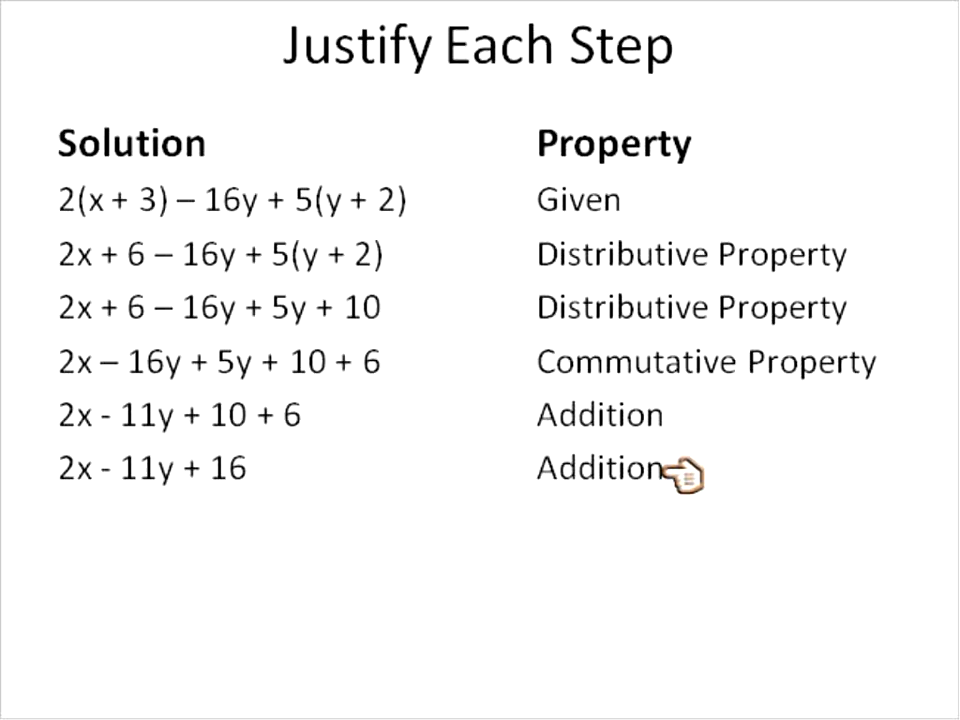 Justify Each Step
Solution Property
2(x + 3) – 16y + 5(y + 2) Given
2x + 6 – 16y + 5(y + 2) Distributive Property
2x + 6 – 16y + 5y + 10 Distributive Property
2x – 16y + 5y + 10 + 6 Commutative Property
2x - 11y + 10 + 6 Addition
2x - 11y + 16 Addition